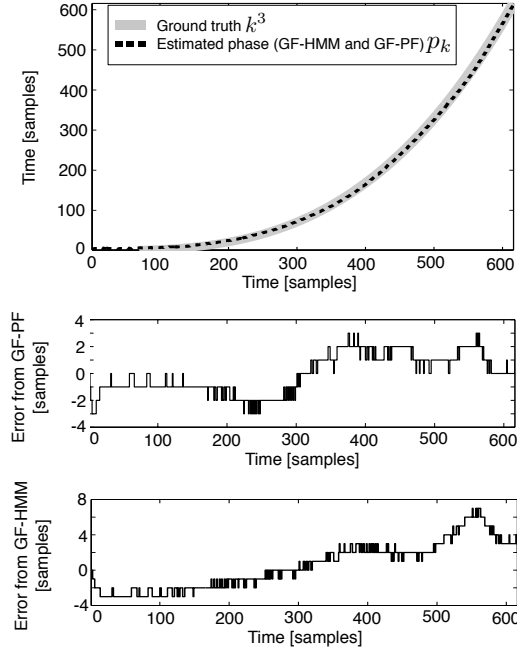 600
500
400
300
200
100
0
Time [samples]
Ground truth k³
Estimated phase (GF-HMM and GF-PF) pₖ
0 100 200 300 400 500 600
Time [samples]
4
2
0
-2
-4
Error from GF-PF
[samples]
0 100 200 300 400 500 600
Time [samples]
8
4
0
-4
Error from GF-HMM
[samples]
0 100 200 300 400 500 600
Time [samples]